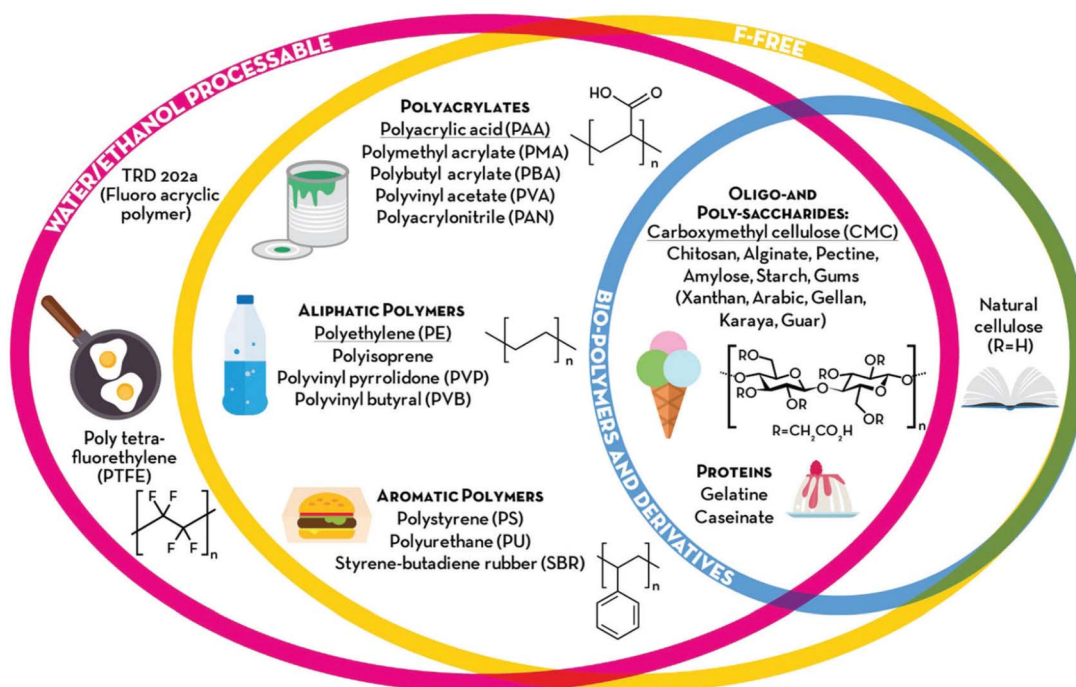 WATER/ETHANOL PROCESSABLE
F-FREE
BIO-POLYMERS AND DERIVATIVES
TRD 202a
(Fluoro acryclic
polymer)
Poly tetra-
fluorethylene
(PTFE)
F F
F F
n
POLYACRYLATES
Polyacrylic acid (PAA)
Polymethyl acrylate (PMA)
Polybutyl acrylate (PBA)
Polyvinyl acetate (PVA)
Polyacrylonitrile (PAN)
HO O
n
ALIPHATIC POLYMERS
Polyethylene (PE)
Polyisoprene
Polyvinyl pyrrolidone (PVP)
Polyvinyl butyral (PVB)
n
AROMATIC POLYMERS
Polystyrene (PS)
Polyurethane (PU)
Styrene-butadiene rubber (SBR)
n
OLIGO-AND
POLY-SACCHARIDES:
Carboxymethyl cellulose (CMC)
Chitosan, Alginate, Pectine,
Amylose, Starch, Gums
(Xanthan, Arabic, Gellan,
Karaya, Guar)
RO OR
O O RO O
RO OR O
OR
n
R=CH₂CO₂H
PROTEINS
Gelatine
Caseinate
Natural
cellulose
(R=H)